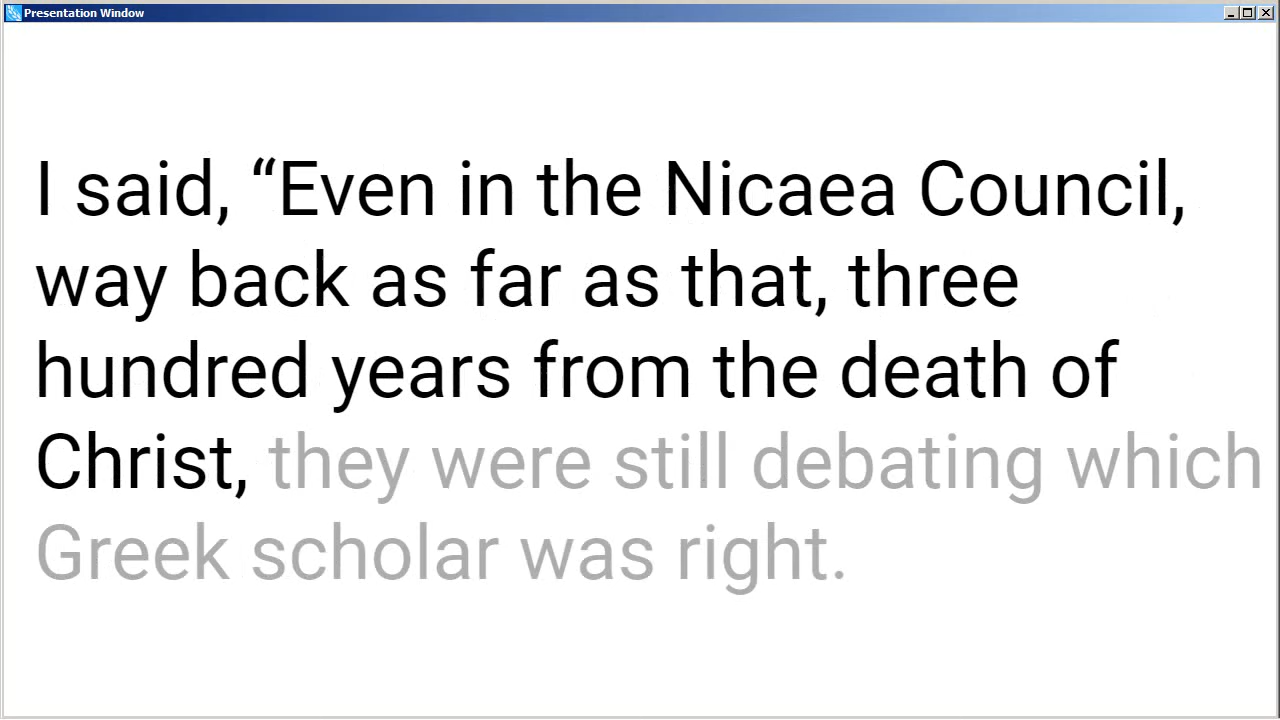 Presentation Window
I said, “Even in the Nicaea Council,
way back as far as that, three
hundred years from the death of
Christ, they were still debating which
Greek scholar was right.